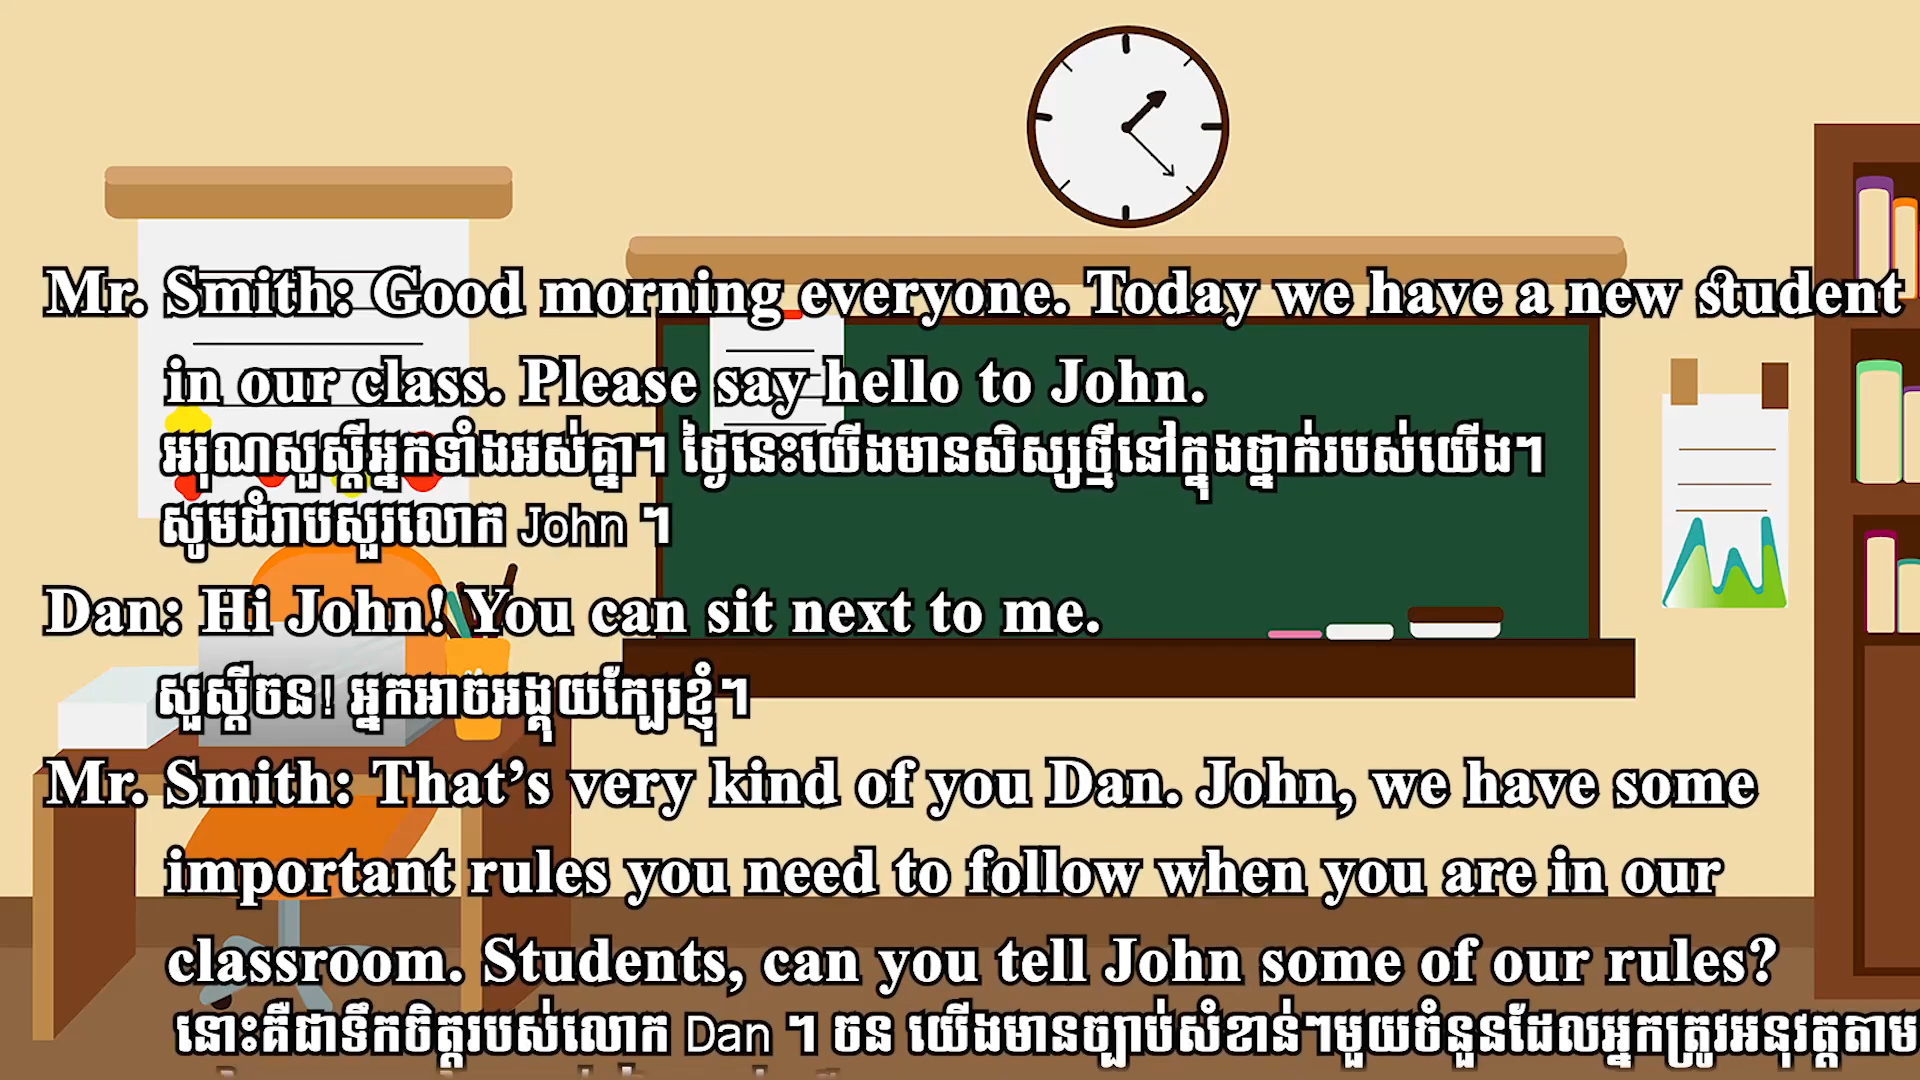 Mr. Smith: Good morning everyone. Today we have a new student
in our class. Please say hello to John.
អរុណសួស្តីអ្នកទាំងអស់គ្នា។ ថ្ងៃនេះយើងមានសិស្សថ្មីនៅក្នុងថ្នាក់របស់យើង។
សូមជំរាបសួរលោក John ។
Dan: Hi John! You can sit next to me.
សួស្តីចន! អ្នកអាចអង្គុយក្បែរខ្ញុំ។
Mr. Smith: That’s very kind of you Dan. John, we have some
important rules you need to follow when you are in our
classroom. Students, can you tell John some of our rules?
នោះគឺជាទឹកចិត្តរបស់លោក Dan ។ ចន យើងមានច្បាប់សំខាន់ៗមួយចំនួនដែលអ្នកត្រូវអនុវត្តតាម